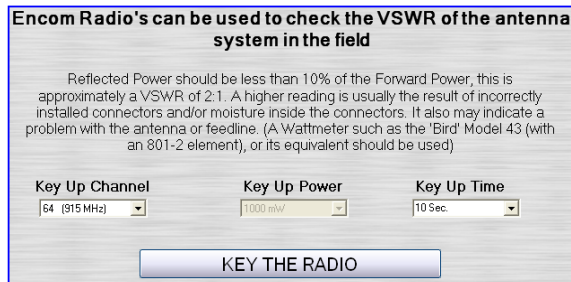 Encom Radio's can be used to check the VSWR of the antenna
system in the field
Reflected Power should be less than 10% of the Forward Power, this is
approximately a VSWR of 2:1. A higher reading is usually the result of incorrectly
installed connectors and/or moisture inside the connectors. It also may indicate a
problem with the antenna or feedline. (A Wattmeter such as the 'Bird' Model 43 (with
an 801-2 element), or its equivalent should be used)
Key Up Channel Key Up Power Key Up Time
64 (915 MHz) 1000 mW 10 Sec.
KEY THE RADIO